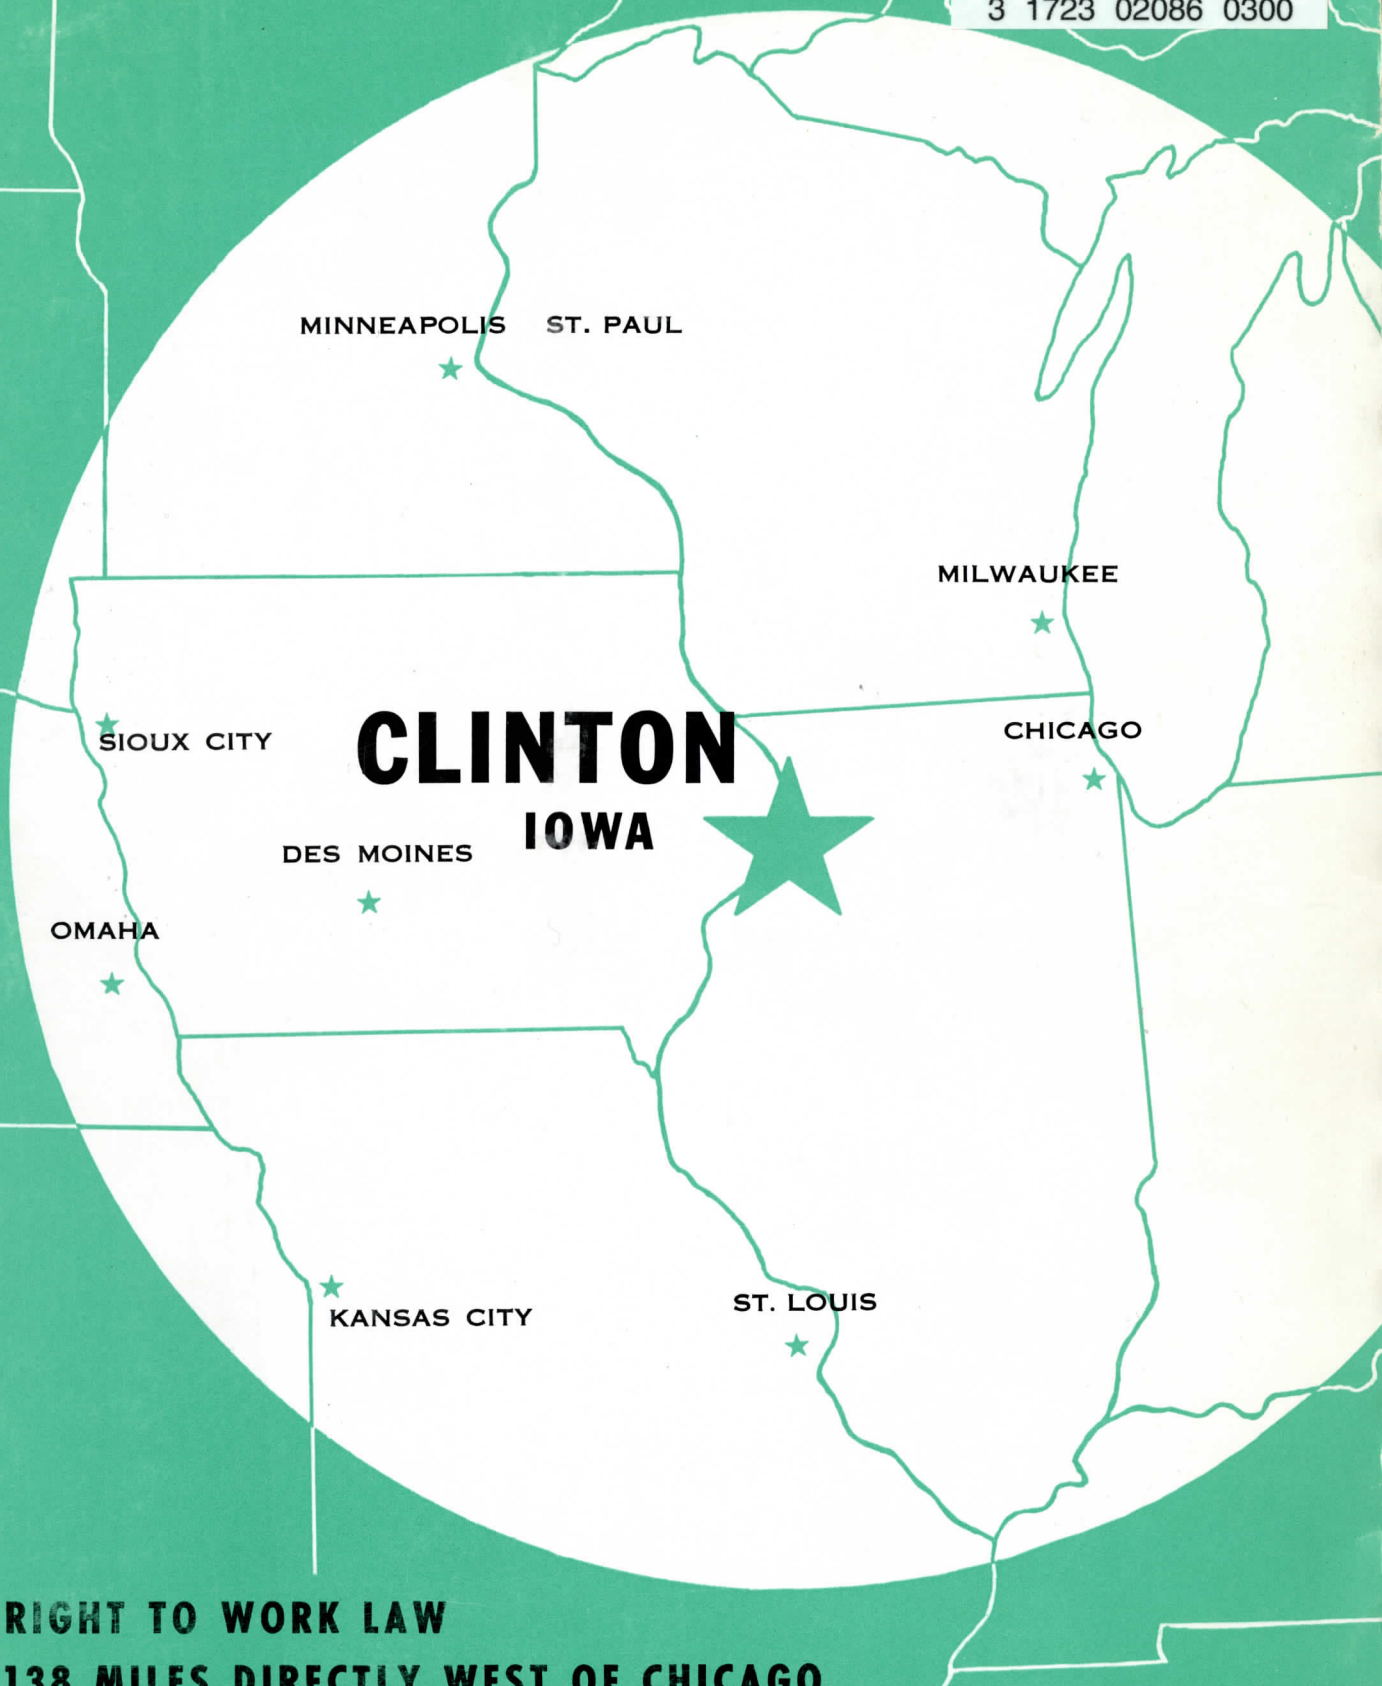 3 1723 02086 0300
MINNEAPOLIS ST. PAUL
MILWAUKEE
CHICAGO
SIOUX CITY
CLINTON
IOWA
DES MOINES
OMAHA
KANSAS CITY
ST. LOUIS
RIGHT TO WORK LAW
138 MILES DIRECTLY WEST OF CHICAGO